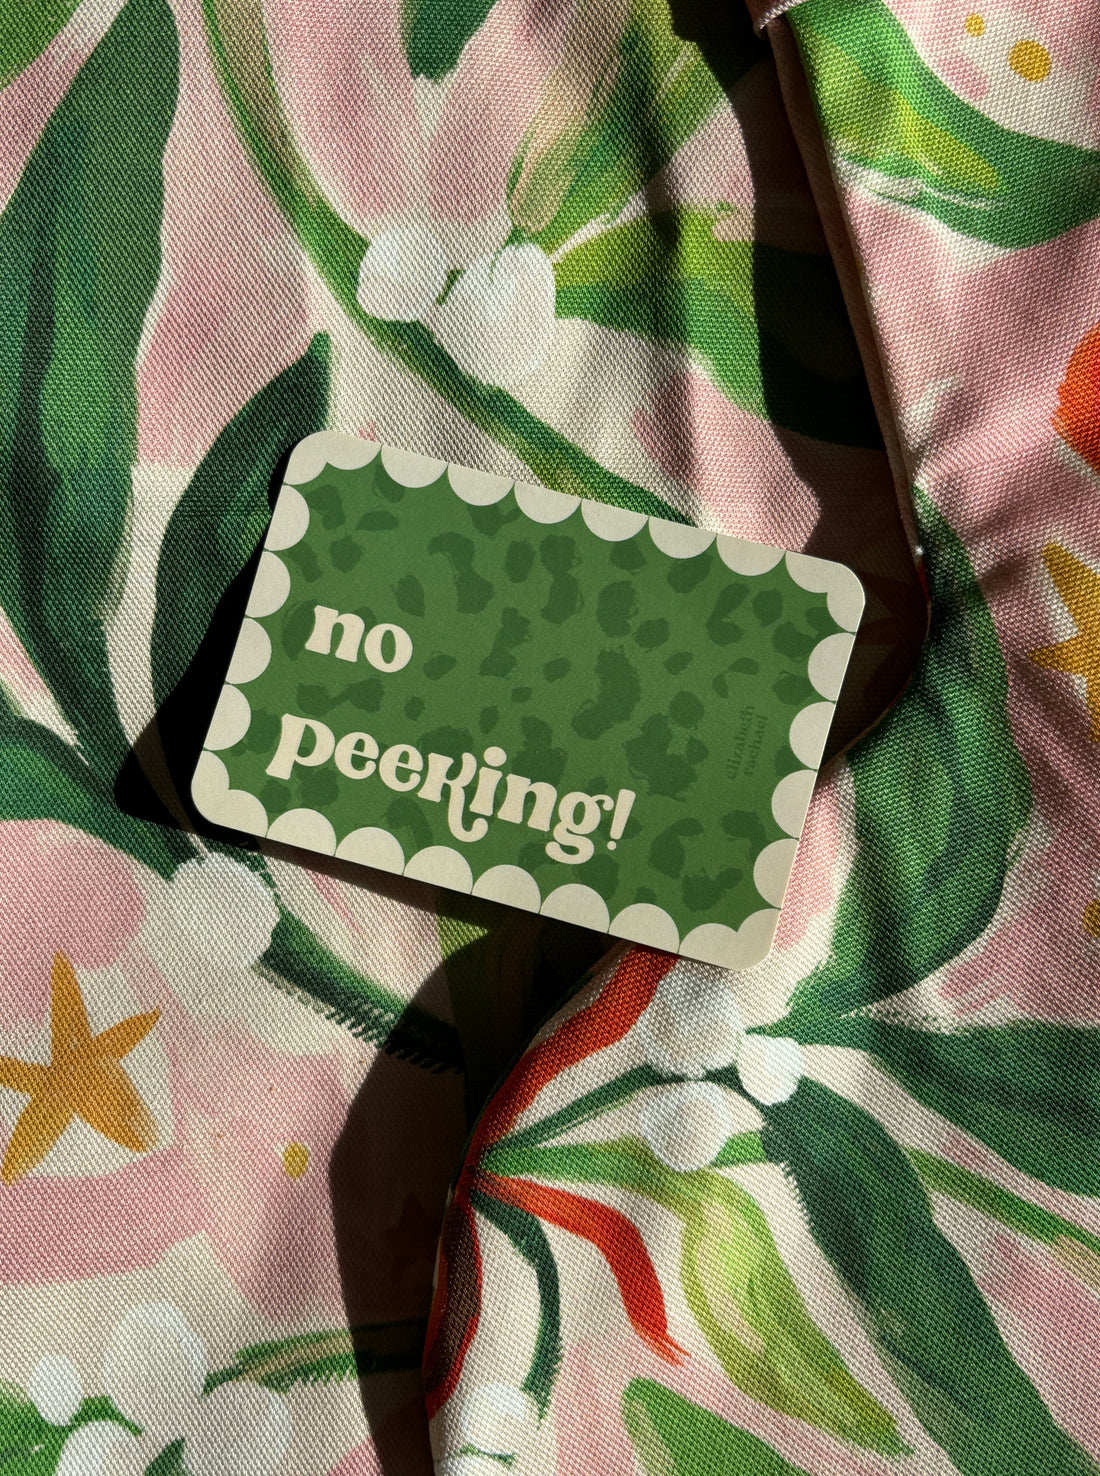 no
peeking!
elizabeth
rachael